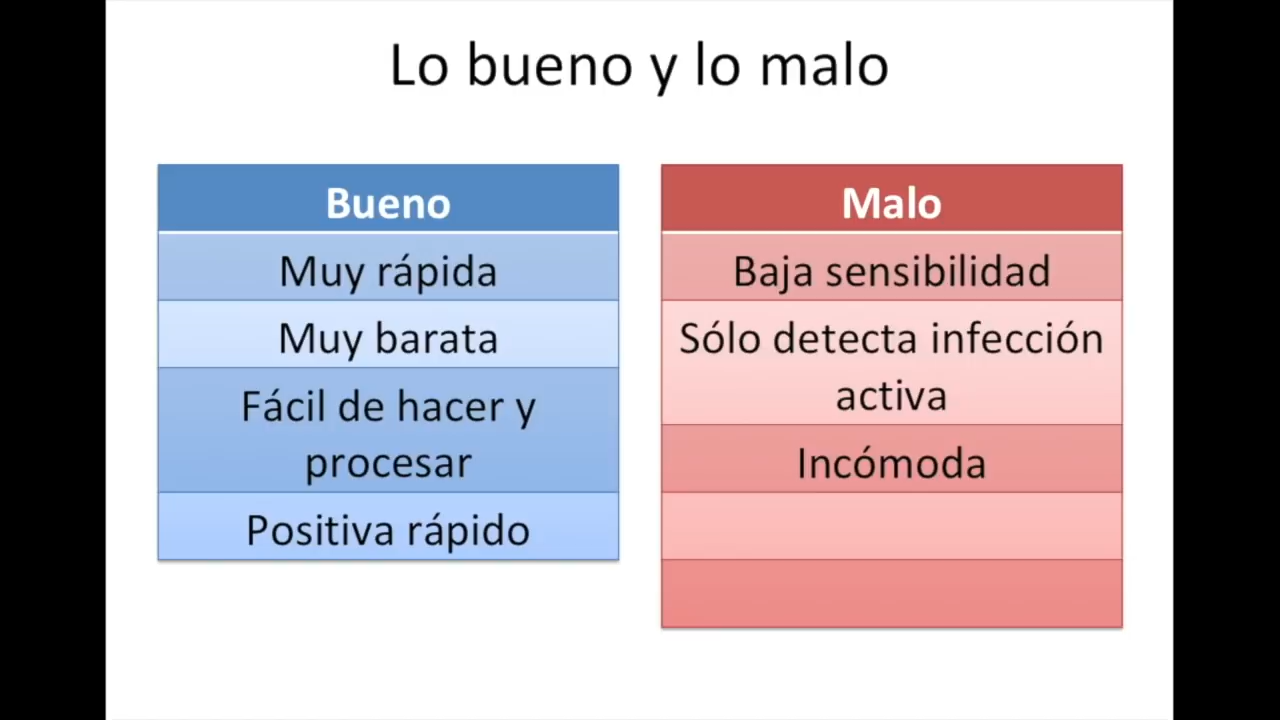 Lo bueno y lo malo
Bueno
Muy rápida
Muy barata
Fácil de hacer y
procesar
Positiva rápido
Malo
Baja sensibilidad
Sólo detecta infección
activa
Incómoda